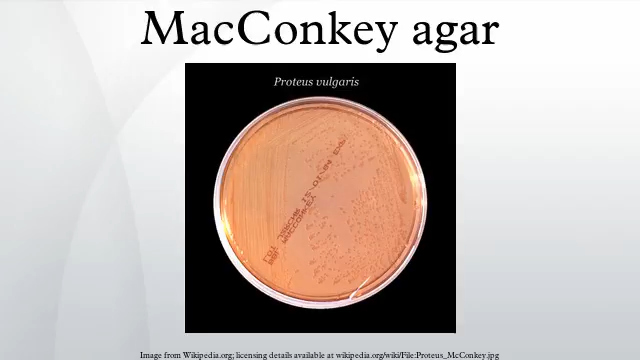 MacConkey agar
Proteus vulgaris
Image from Wikipedia.org; licensing details available at wikipedia.org/wiki/File:Proteus_McConkey.jpg